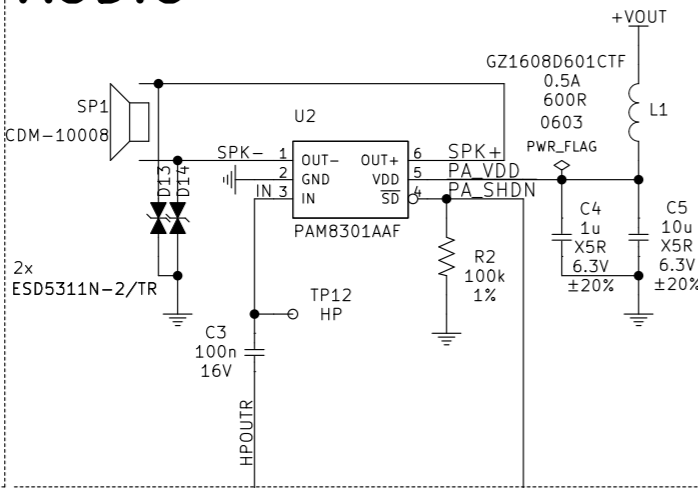 AUDIO
+VOUT
GZ1608D601CTF
0.5A
600R
0603
L1
PWR_FLAG
SP1
CDM-10008
U2
SPK-
1
OUT-
OUT+
6
SPK+
2
GND
VDD
5
PA_VDD
IN
3
IN
SD
4
PA_SHDN
PAM8301AAF
D13
D14
2x
ESD5311N-2/TR
R2
100k
1%
C4
1u
X5R
6.3V
±20%
C5
10u
X5R
6.3V
±20%
TP12
HP
C3
100n
16V
HPOUTR